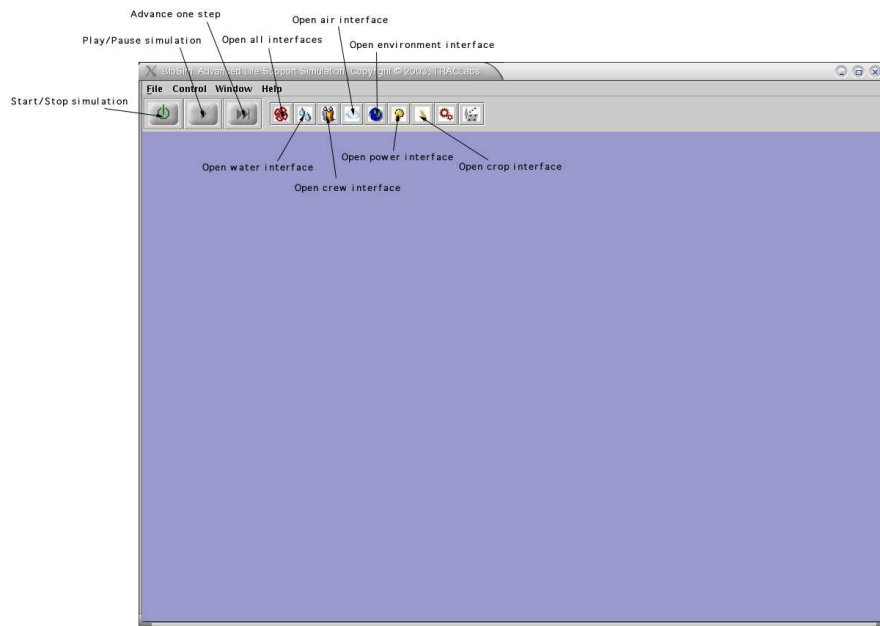 Advance one step
Open air interface
Play/Pause simulation
Open all interfaces
Open environment interface
BioSim: Advanced Life Support Simulation. Copyright © 2003, TRACLabs
File Control Window Help
Start/Stop simulation
Open power interface
Open water interface
Open crop interface
Open crew interface